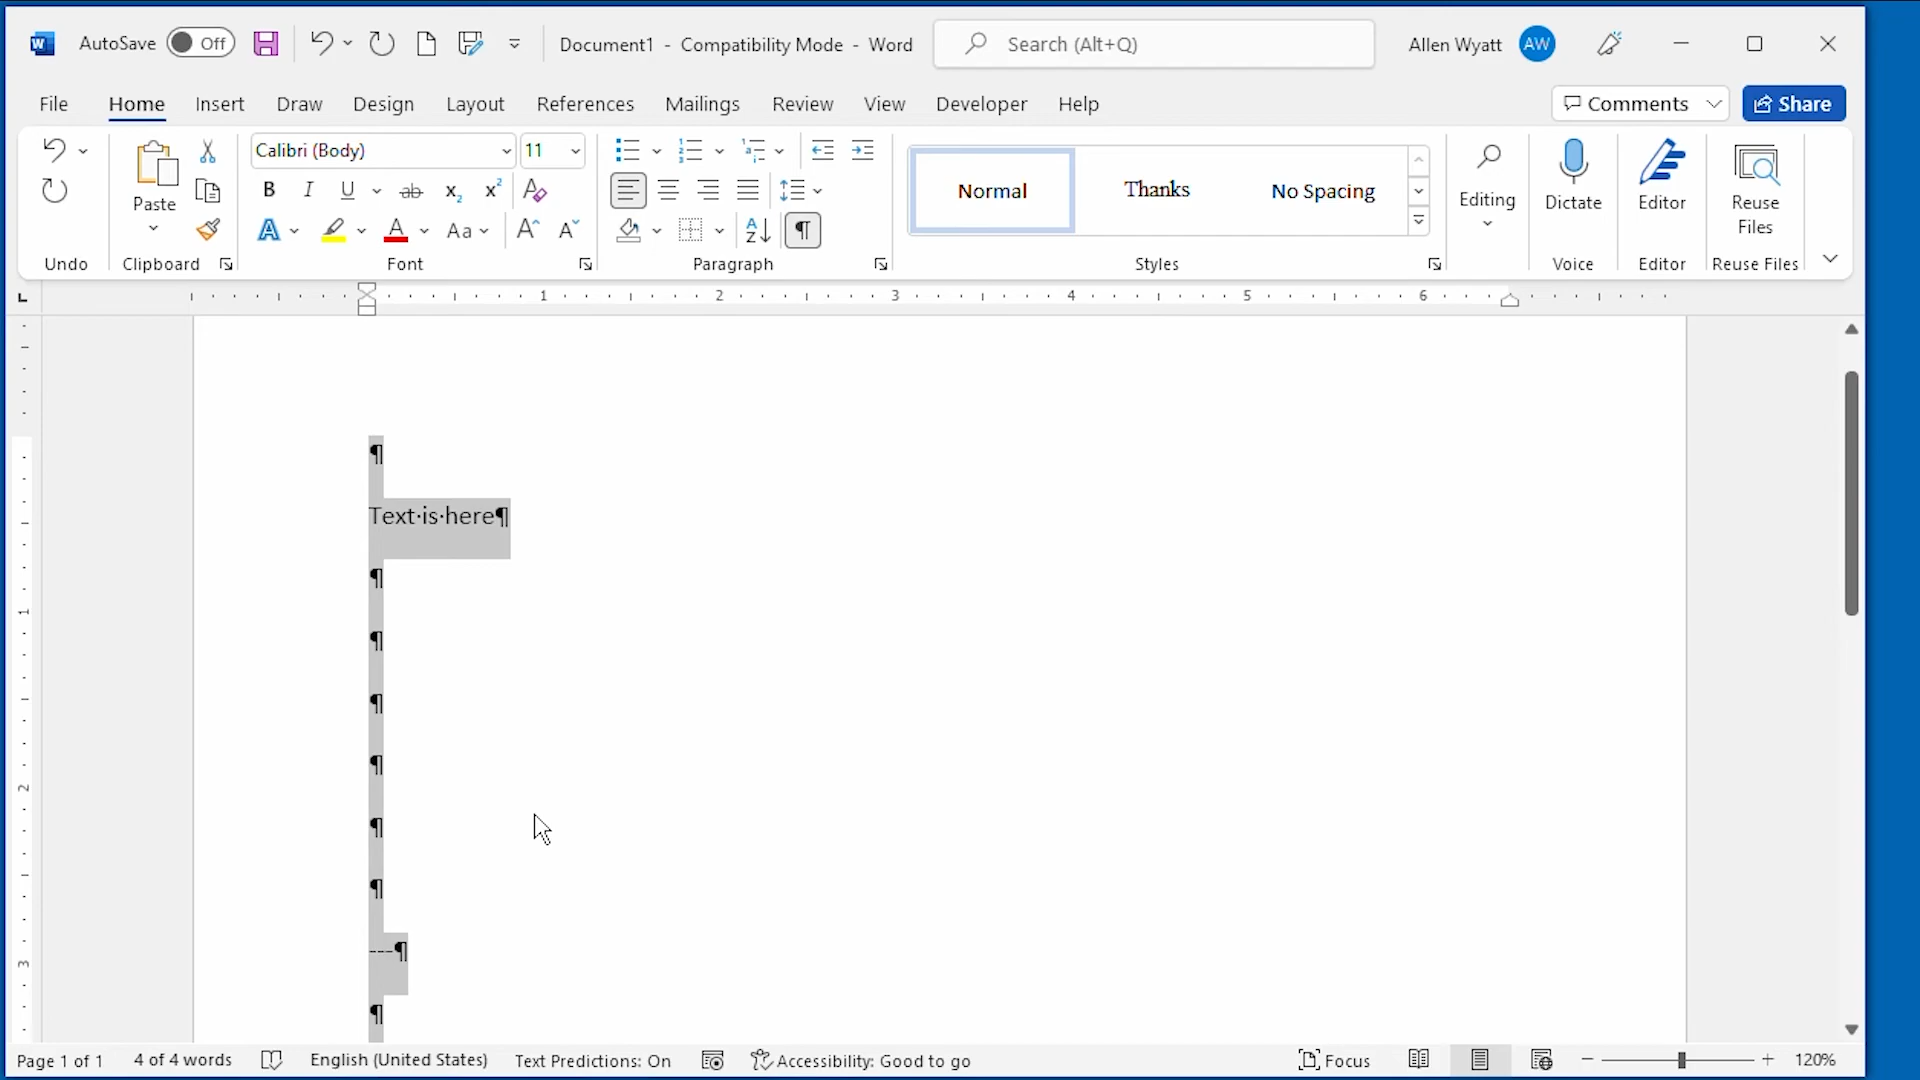 AutoSave Off Document1 - Compatibility Mode - Word Search (Alt+Q) Allen Wyatt AW
File Home Insert Draw Design Layout References Mailings Review View Developer Help Comments Share
Calibri (Body) 11
Paste
Normal Thanks No Spacing
Editing Dictate Editor Reuse Files
Undo Clipboard Font Paragraph Styles Voice Editor Reuse Files
1 2 3 4 5 6
¶
Text·is·here¶
¶
1
¶
¶
¶
2
¶
¶
---¶
3
¶
Page 1 of 1 4 of 4 words English (United States) Text Predictions: On Accessibility: Good to go Focus 120%